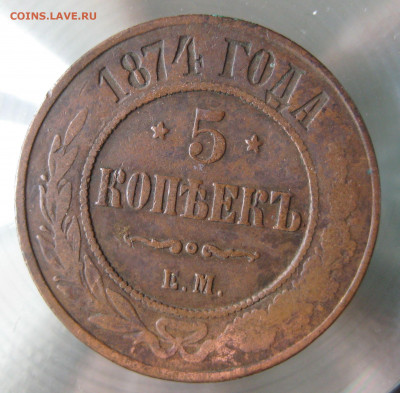 COINS.LAVE.RU
1874 ГОДА
5
КОПѢЕКЪ
Е.М.